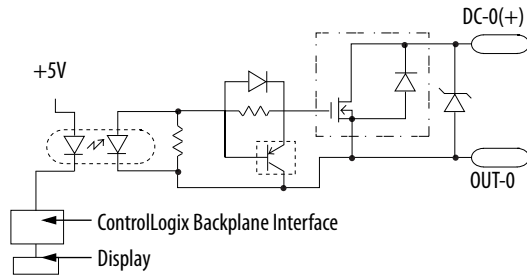 DC-0(+)
+5V
OUT-0
ControlLogix Backplane Interface
Display